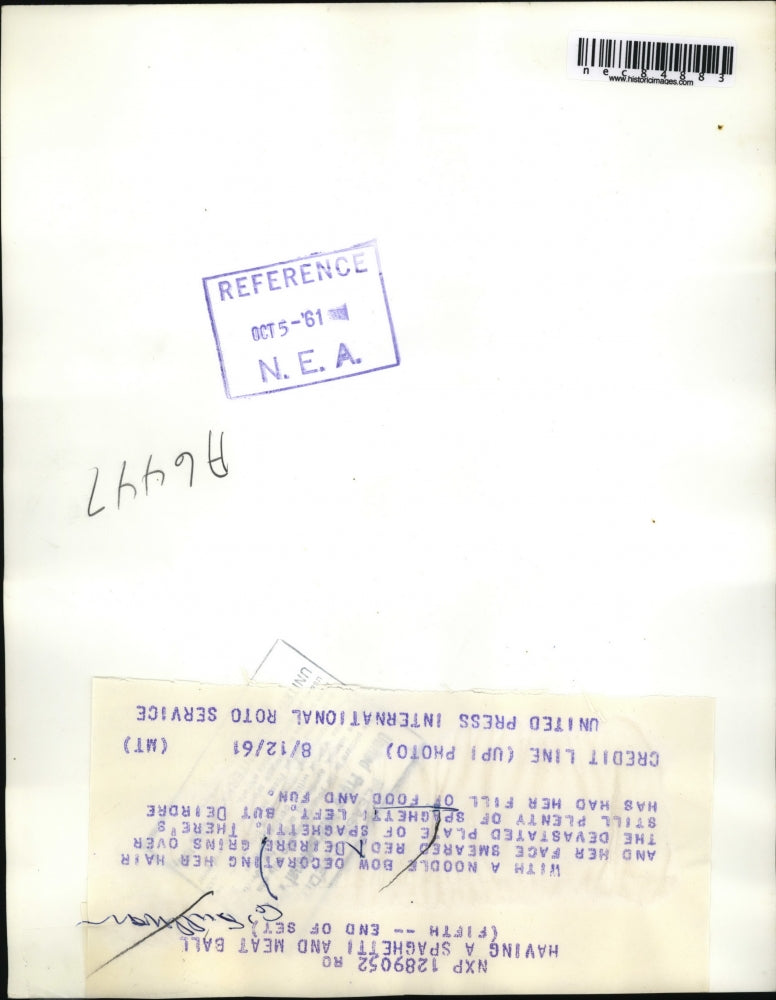 nec84883
www.historicimages.com
REFERENCE
OCT 5-'61
N. E. A.
A6447
NXP 1289052 RO
HAVING A SPAGHETTI AND MEAT BALL
(FIFTH -- END OF SET)
WITH A NOODLE BOW DECORATING HER HAIR
AND HER FACE SMEARED RED, DEIRDRE GRINS OVER
THE DEVASTATED PLATE OF SPAGHETTI. THERE'S
STILL PLENTY OF SPAGHETTI LEFT, BUT DEIRDRE
HAS HAD HER FILL OF FOOD AND FUN.
CREDIT LINE (UPI PHOTO) 8/12/61 (MT)
UNITED PRESS INTERNATIONAL ROTO SERVICE